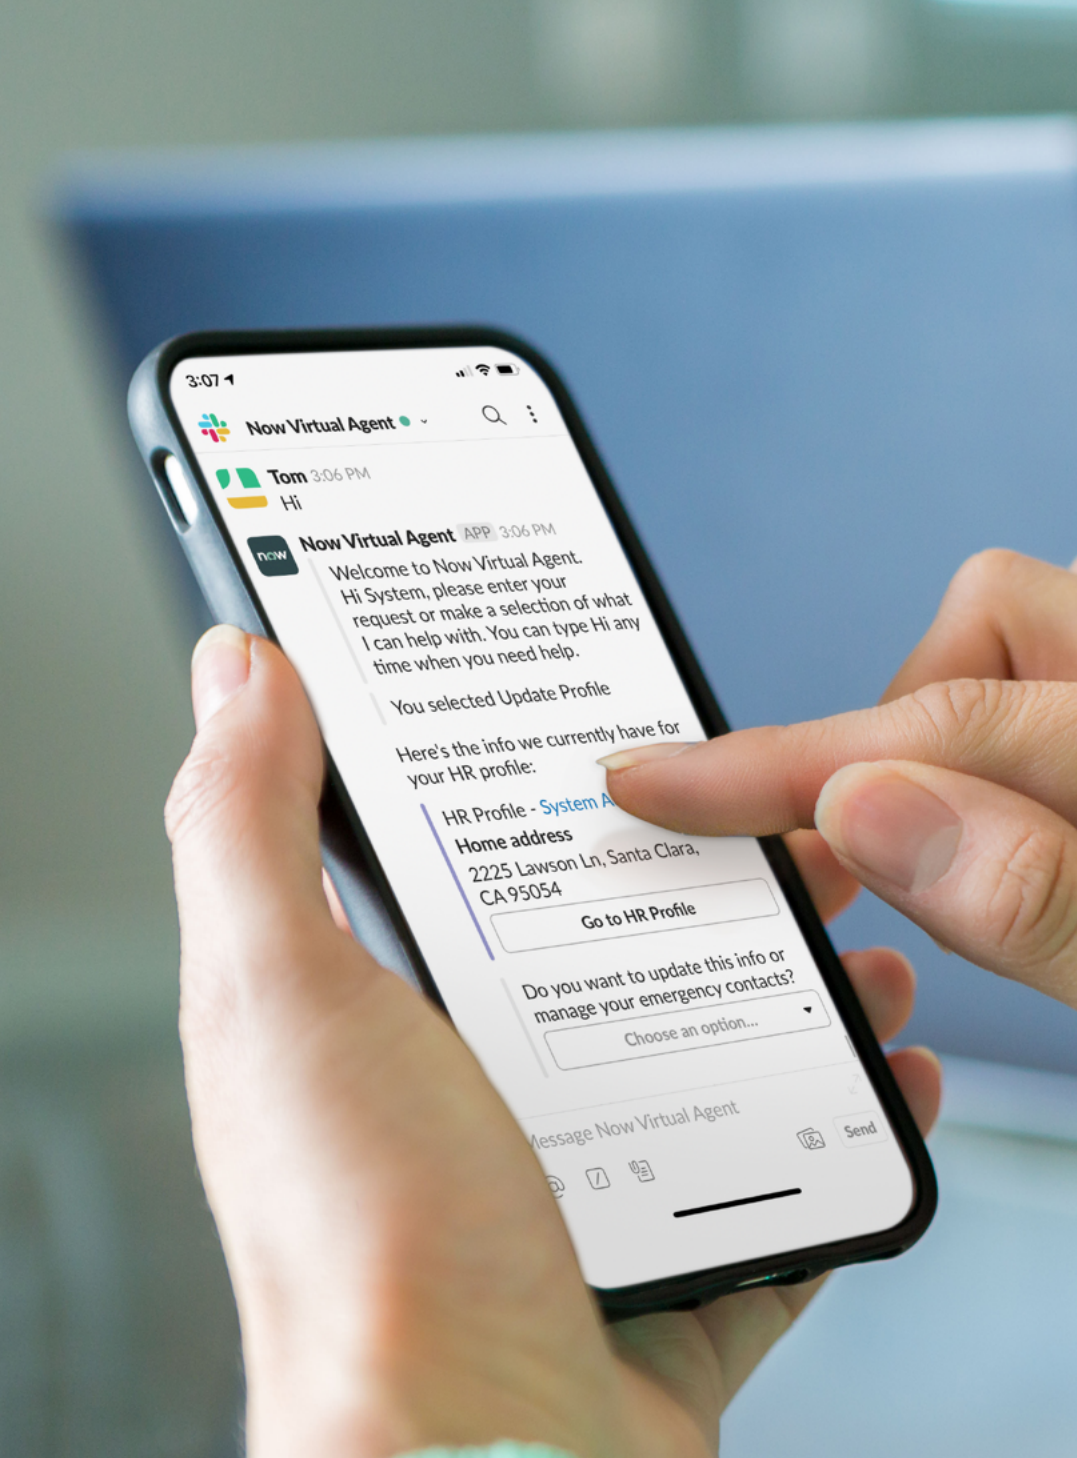 3:07
Now Virtual Agent
Tom 3:06 PM
Hi
now
Now Virtual Agent APP 3:06 PM
Welcome to Now Virtual Agent.
Hi System, please enter your
request or make a selection of what
I can help with. You can type Hi any
time when you need help.
You selected Update Profile
Here's the info we currently have for
your HR profile:
HR Profile - System A
Home address
2225 Lawson Ln, Santa Clara,
CA 95054
Go to HR Profile
Do you want to update this info or
manage your emergency contacts?
Choose an option...
Message Now Virtual Agent
@
Send